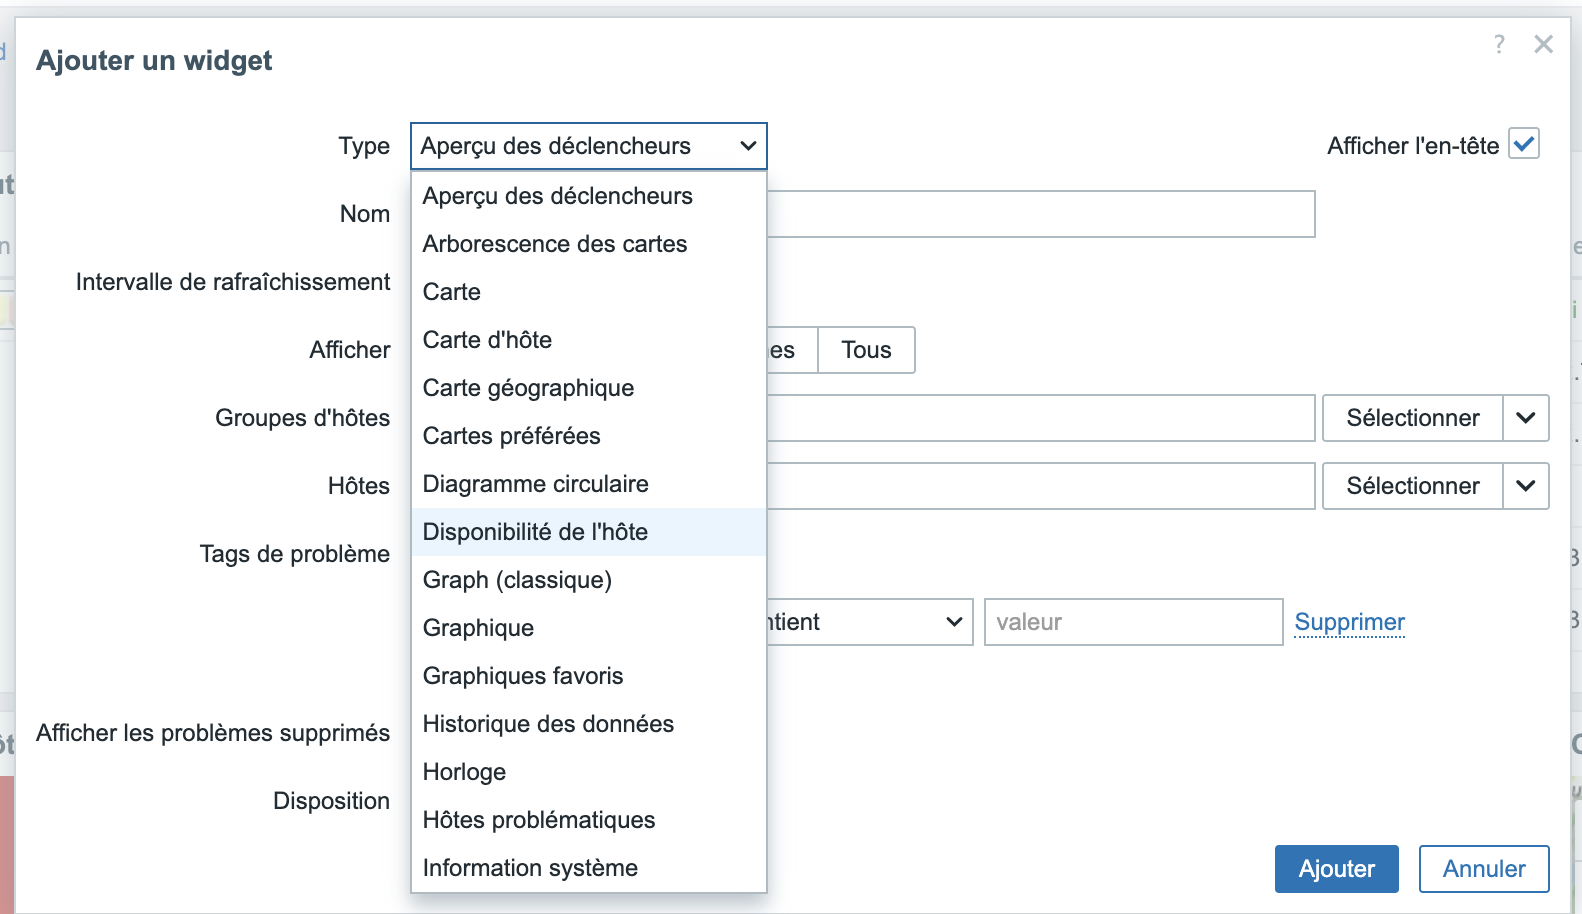 Ajouter un widget
?
Type
Aperçu des déclencheurs
Afficher l'en-tête
Aperçu des déclencheurs
Nom
Arborescence des cartes
Intervalle de rafraîchissement
Carte
Afficher
Carte d'hôte
es
Tous
Carte géographique
Groupes d'hôtes
Cartes préférées
Sélectionner
Hôtes
Diagramme circulaire
Sélectionner
Disponibilité de l'hôte
Tags de problème
Graph (classique)
Graphique
ntient
valeur
Supprimer
Graphiques favoris
Historique des données
Afficher les problèmes supprimés
Horloge
Disposition
Hôtes problématiques
Information système
Ajouter
Annuler